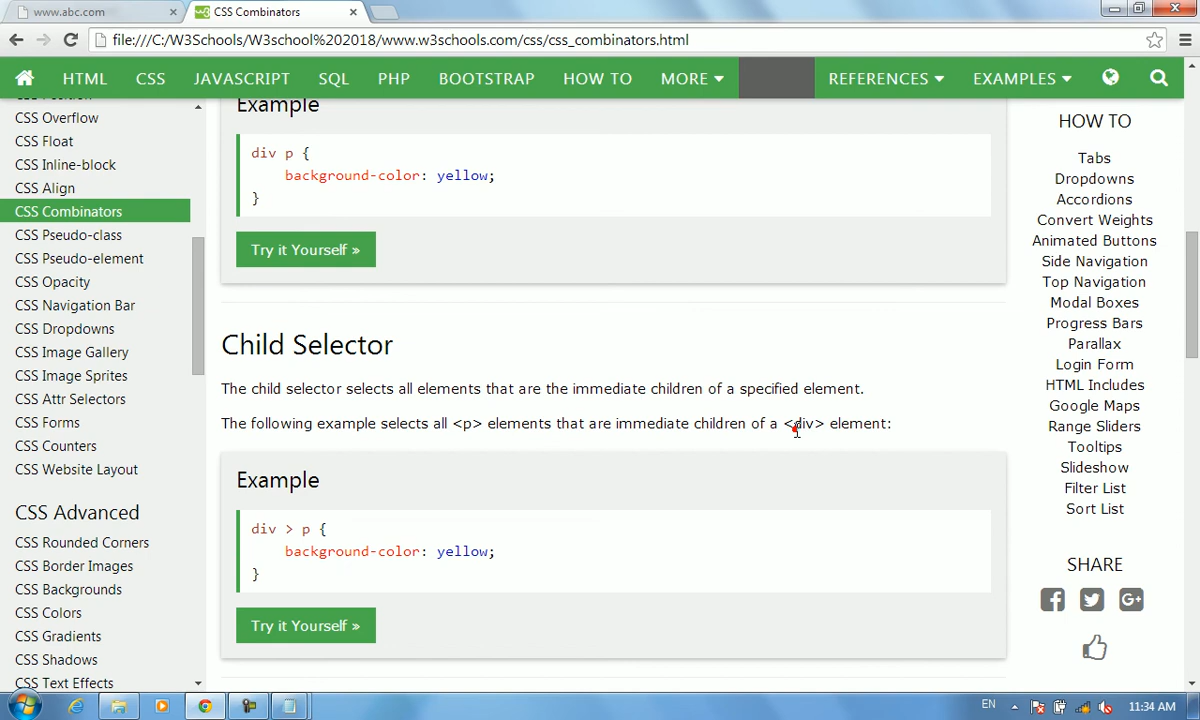 www.abc.com
CSS Combinators
file:///C:/W3Schools/W3school%202018/www.w3schools.com/css/css_combinators.html
HTML
CSS
JAVASCRIPT
SQL
PHP
BOOTSTRAP
HOW TO
MORE
REFERENCES
EXAMPLES
CSS Overflow
CSS Float
CSS Inline-block
CSS Align
CSS Combinators
CSS Pseudo-class
CSS Pseudo-element
CSS Opacity
CSS Navigation Bar
CSS Dropdowns
CSS Image Gallery
CSS Image Sprites
CSS Attr Selectors
CSS Forms
CSS Counters
CSS Website Layout
CSS Advanced
CSS Rounded Corners
CSS Border Images
CSS Backgrounds
CSS Colors
CSS Gradients
CSS Shadows
CSS Text Effects
Example
div p {
    background-color: yellow;
}
Try it Yourself »
Child Selector
The child selector selects all elements that are the immediate children of a specified element.
The following example selects all <p> elements that are immediate children of a <div> element:
Example
div > p {
    background-color: yellow;
}
Try it Yourself »
HOW TO
Tabs
Dropdowns
Accordions
Convert Weights
Animated Buttons
Side Navigation
Top Navigation
Modal Boxes
Progress Bars
Parallax
Login Form
HTML Includes
Google Maps
Range Sliders
Tooltips
Slideshow
Filter List
Sort List
SHARE
EN
11:34 AM